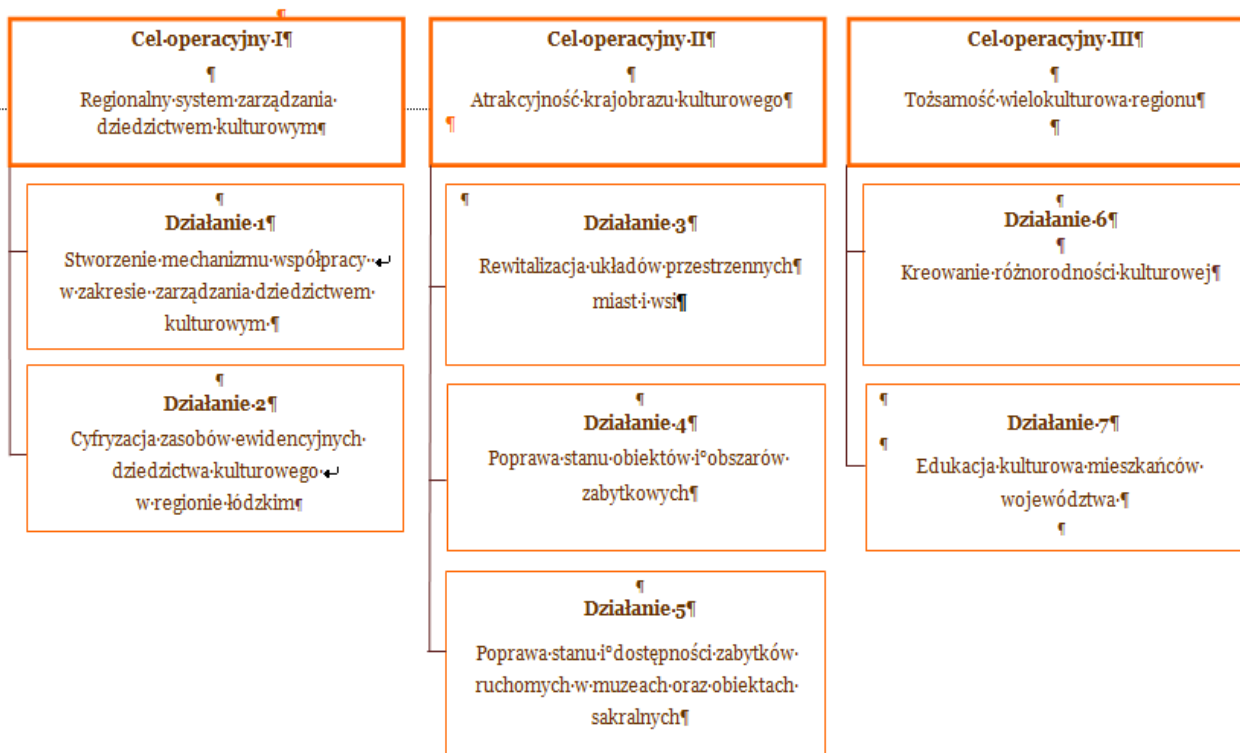 Cel operacyjny I
Regionalny system zarządzania
dziedzictwem kulturowym
Działanie 1
Stworzenie mechanizmu współpracy
w zakresie zarządzania dziedzictwem
kulturowym
Działanie 2
Cyfryzacja zasobów ewidencyjnych
dziedzictwa kulturowego
w regionie łódzkim
Cel operacyjny II
Atrakcyjność krajobrazu kulturowego
Działanie 3
Rewitalizacja układów przestrzennych
miast i wsi
Działanie 4
Poprawa stanu obiektów i obszarów
zabytkowych
Działanie 5
Poprawa stanu i dostępności zabytków
ruchomych w muzeach oraz obiektach
sakralnych
Cel operacyjny III
Tożsamość wielokulturowa regionu
Działanie 6
Kreowanie różnorodności kulturowej
Działanie 7
Edukacja kulturowa mieszkańców
województwa